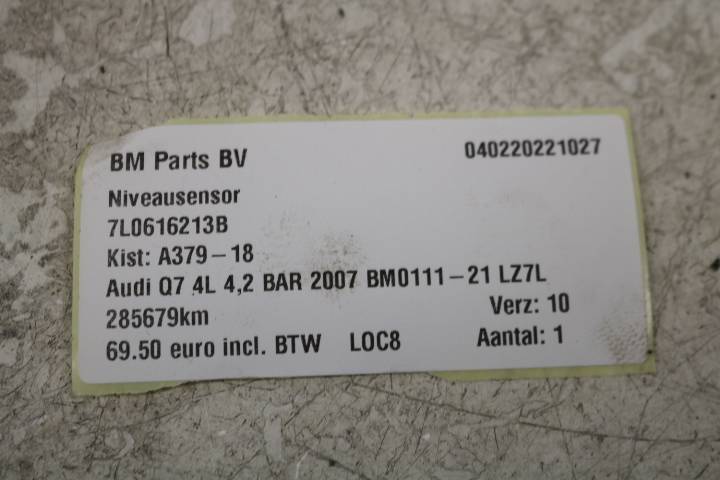 BM Parts BV 040220221027
Niveausensor
7L0616213B
Kist: A379-18
Audi Q7 4L 4,2 BAR 2007 BM0111-21 LZ7L
285679km Verz: 10
69.50 euro incl. BTW LOC8 Aantal: 1